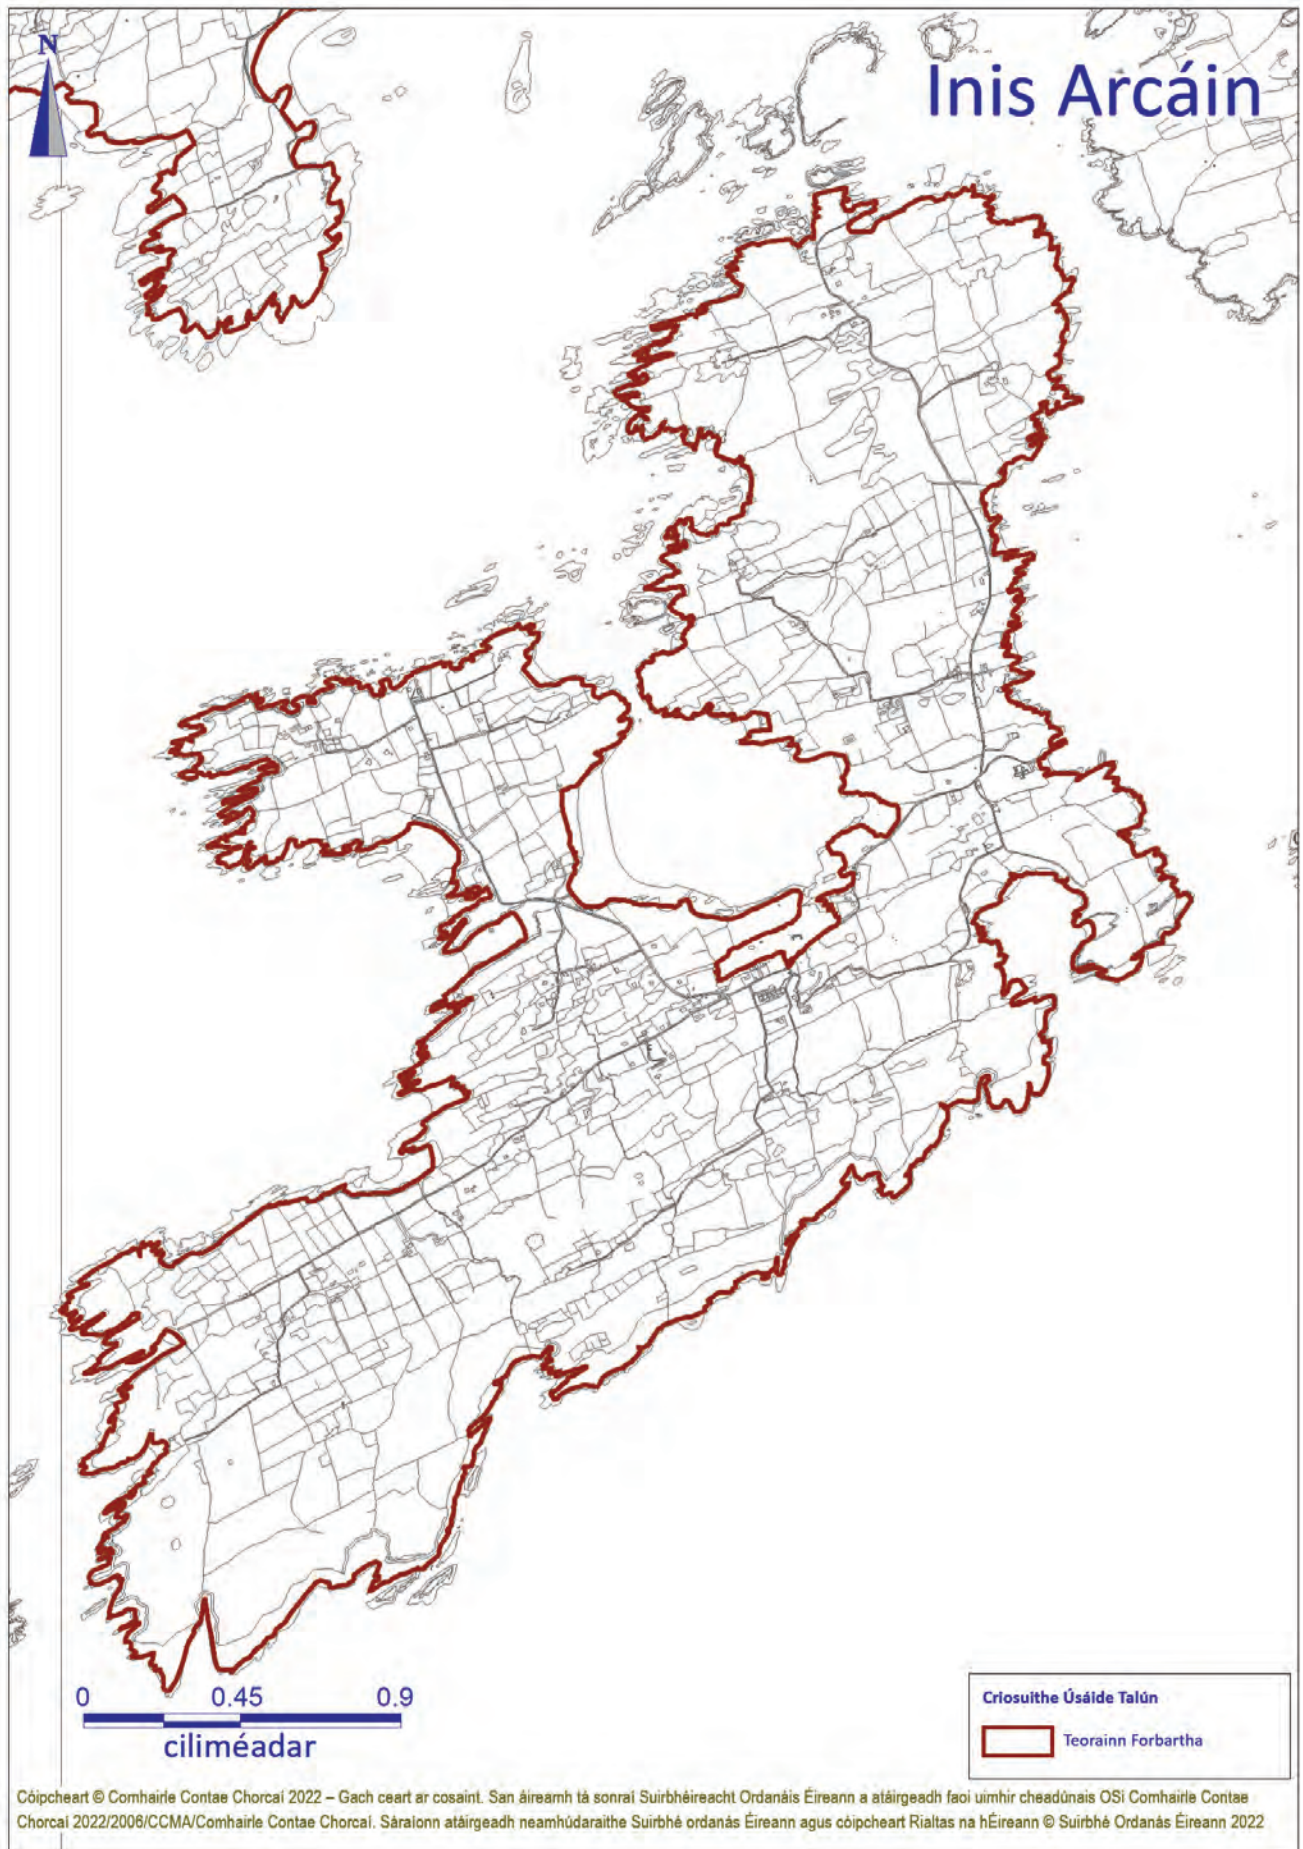 N
Inis Arcáin
0 0.45 0.9
ciliméadar
Criosuithe Úsáide Talún
Teorainn Forbartha
Cóipcheart © Comhairle Contae Chorcaí 2022 – Gach ceart ar cosaint. San áireamh tá sonraí Suirbhéireacht Ordanáis Éireann a atáirgeadh faoi uimhir cheadúnais OSi Comhairle Contae
Chorcaí 2022/2006/CCMA/Comhairle Contae Chorcaí. Sáraíonn atáirgeadh neamhúdaraithe Suirbhé ordanás Éireann agus cóipcheart Rialtas na hÉireann © Suirbhé Ordanás Éireann 2022